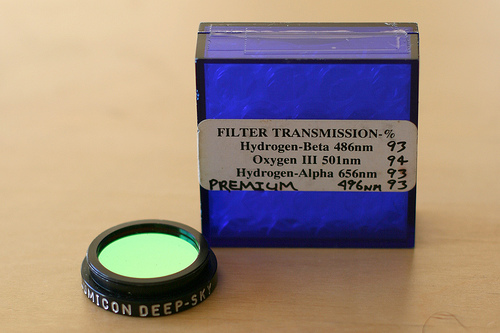 FILTER TRANSMISSION-%
Hydrogen-Beta 486nm 93
Oxygen III 501nm 94
Hydrogen-Alpha 656nm 93
PREMIUM 496NM 93
UMICON DEEP-SKY